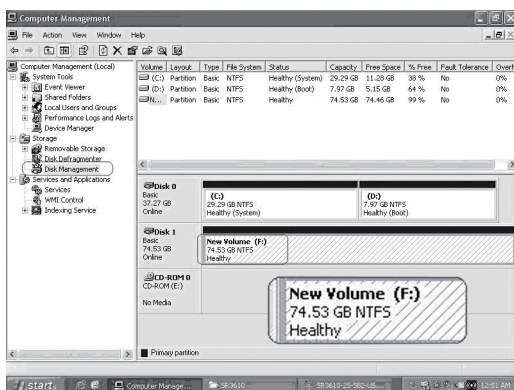 Computer Management
File Action View Window Help
Computer Management (Local)
System Tools
Event Viewer
Shared Folders
Local Users and Groups
Performance Logs and Alerts
Device Manager
Storage
Removable Storage
Disk Defragmenter
Disk Management
Services and Applications
Services
WMI Control
Indexing Service
Volume Layout Type File System Status Capacity Free Space % Free Fault Tolerance Overh
(C:) Partition Basic NTFS Healthy (System) 29.29 GB 11.28 GB 38 % No 0%
(D:) Partition Basic NTFS Healthy (Boot) 7.97 GB 5.15 GB 64 % No 0%
N... Partition Basic NTFS Healthy 74.53 GB 74.46 GB 99 % No 0%
Disk 0
Basic
37.27 GB
Online
(C:)
29.29 GB NTFS
Healthy (System)
(D:)
7.97 GB NTFS
Healthy (Boot)
Disk 1
Basic
74.53 GB
Online
New Volume (F:)
74.53 GB NTFS
Healthy
CD-ROM 0
CD-ROM (E:)
No Media
New Volume (F:)
74.53 GB NTFS
Healthy
Primary partition
start
Computer Manage...
SR3610
SR3610-2S-SB2-US...
12:51 AM